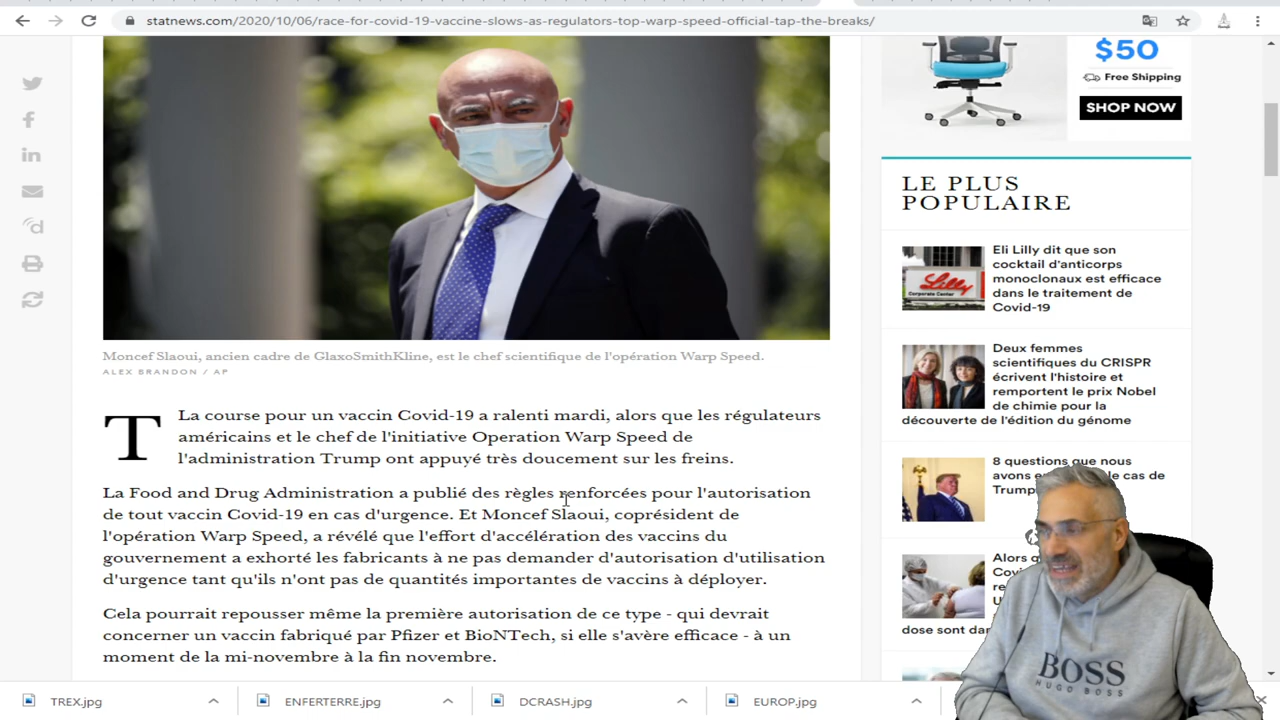 statnews.com/2020/10/06/race-for-covid-19-vaccine-slows-as-regulators-top-warp-speed-official-tap-the-breaks/
$50
Free Shipping
SHOP NOW
Moncef Slaoui, ancien cadre de GlaxoSmithKline, est le chef scientifique de l'opération Warp Speed.
ALEX BRANDON / AP
T
La course pour un vaccin Covid-19 a ralenti mardi, alors que les régulateurs
américains et le chef de l'initiative Operation Warp Speed de
l'administration Trump ont appuyé très doucement sur les freins.
La Food and Drug Administration a publié des règles renforcées pour l'autorisation
de tout vaccin Covid-19 en cas d'urgence. Et Moncef Slaoui, coprésident de
l'opération Warp Speed, a révélé que l'effort d'accélération des vaccins du
gouvernement a exhorté les fabricants à ne pas demander d'autorisation d'utilisation
d'urgence tant qu'ils n'ont pas de quantités importantes de vaccins à déployer.
Cela pourrait repousser même la première autorisation de ce type - qui devrait
concerner un vaccin fabriqué par Pfizer et BioNTech, si elle s'avère efficace - à un
moment de la mi-novembre à la fin novembre.
LE PLUS
POPULAIRE
Lilly
Corporate Center
Eli Lilly dit que son
cocktail d'anticorps
monoclonaux est efficace
dans le traitement de
Covid-19
Deux femmes
scientifiques du CRISPR
écrivent l'histoire et
remportent le prix Nobel
de chimie pour la
découverte de l'édition du génome
8 questions que nous
avons
le cas de
Trump
Alors
dose sont
BOSS
HUGO BOSS
TREX.jpg
ENFERTERRE.jpg
DCRASH.jpg
EUROP.jpg